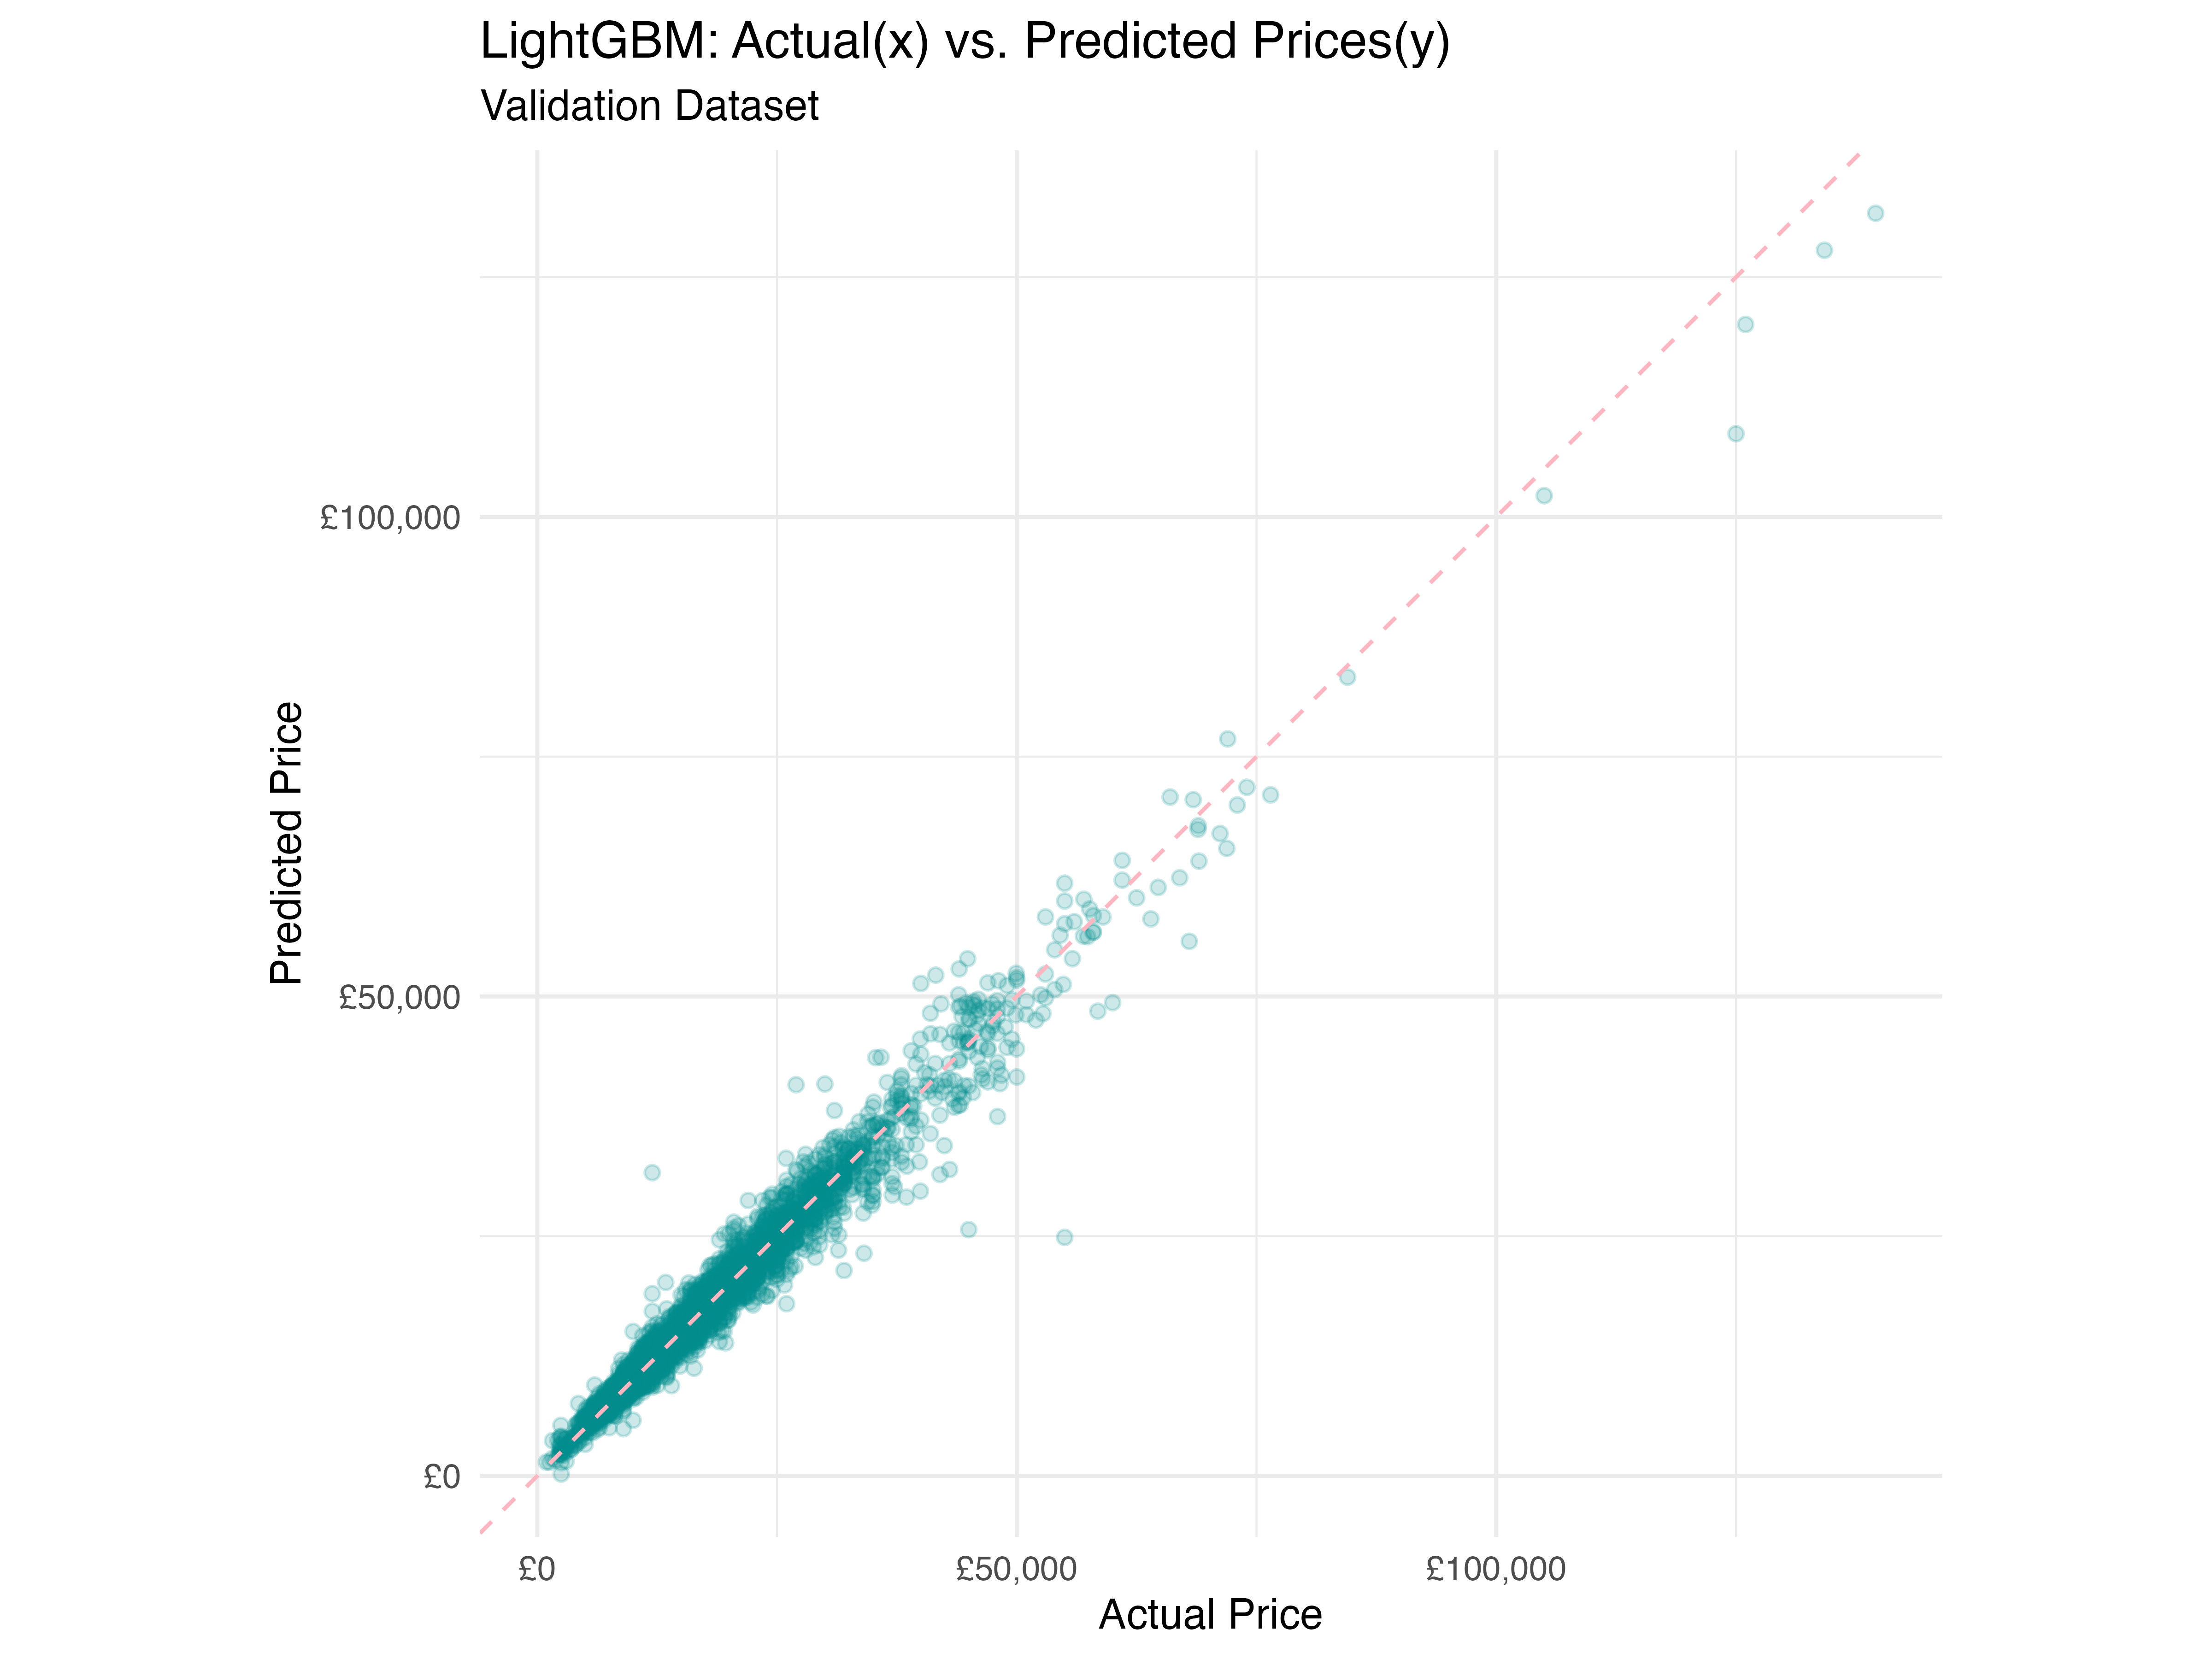 LightGBM: Actual(x) vs. Predicted Prices(y)
Validation Dataset
Predicted Price
£100,000
£50,000
£0
£0
£50,000
£100,000
Actual Price